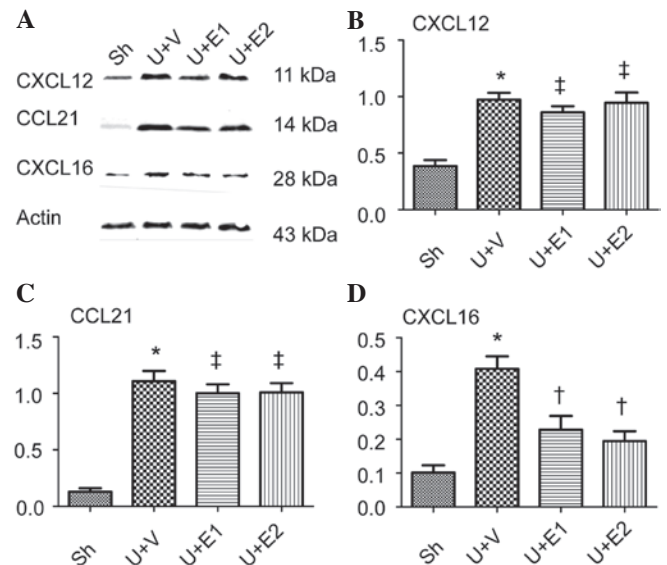 A
Sh U+V U+E1 U+E2
CXCL12 11 kDa
CCL21 14 kDa
CXCL16 28 kDa
Actin 43 kDa
B
CXCL12
1.5
1.0
0.5
0.0
* ‡ ‡
Sh U+V U+E1 U+E2
C
CCL21
1.5
1.0
0.5
0.0
* ‡ ‡
Sh U+V U+E1 U+E2
D
CXCL16
0.5
0.4
0.3
0.2
0.1
0.0
* † †
Sh U+V U+E1 U+E2